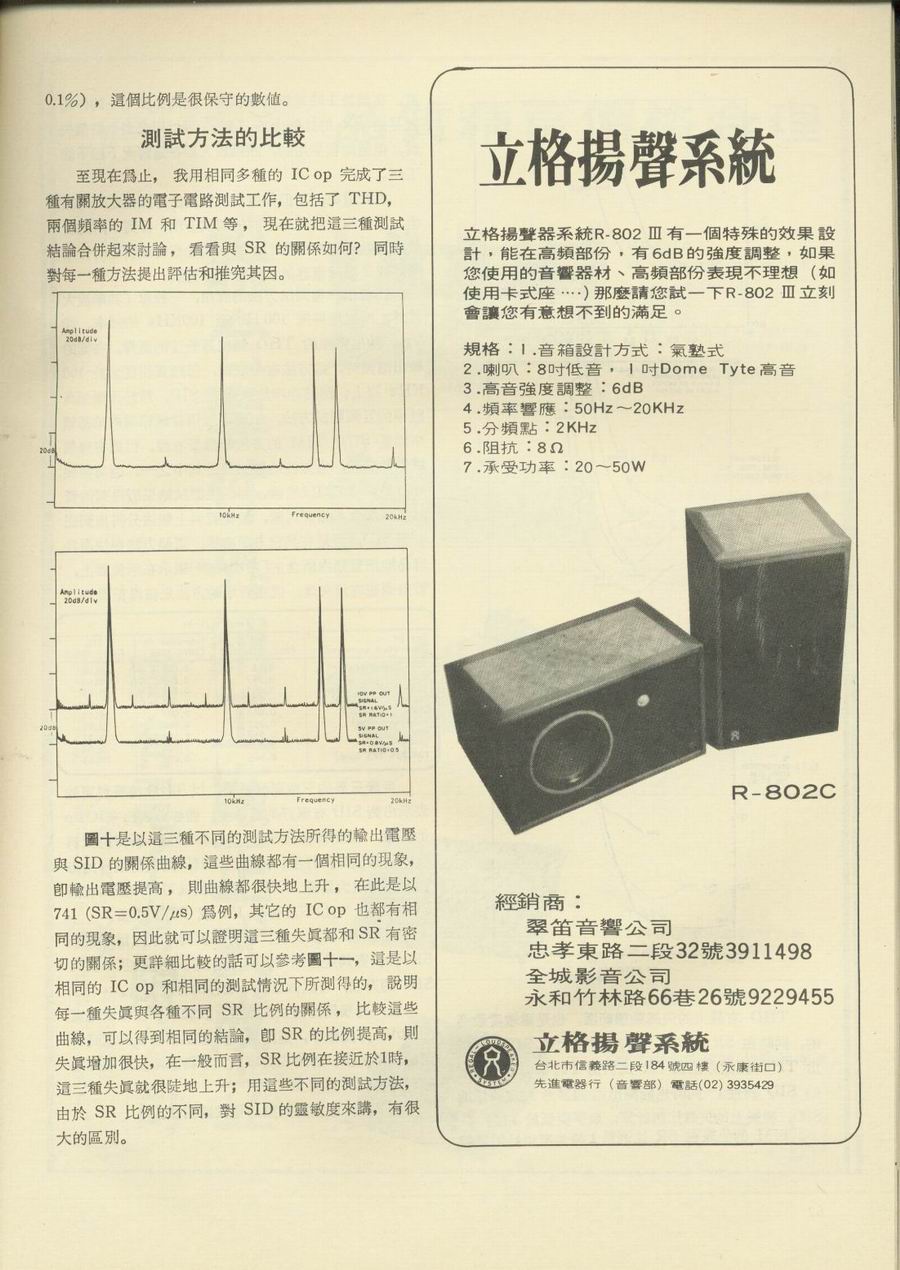 0.1%)，這個比例是很保守的數值。
測試方法的比較
至現在爲止，我用相同多種的 IC op 完成了三
種有關放大器的電子電路測試工作，包括了 THD，
兩個頻率的 IM 和 TIM 等，現在就把這三種測試
結論合併起來討論，看看與 SR 的關係如何？同時
對每一種方法提出評估和推究其因。
Amplitude
20dB/div
20dB
10kHz
Frequency
20kHz
Amplitude
20dB/div
10V PP OUT
SIGNAL
SR=1.6V/μS
SR RATIO=1
20dB
5V PP OUT
SIGNAL
SR=0.8V/μS
SR RATIO=0.5
10kHz
Frequency
20kHz
圖十是以這三種不同的測試方法所得的輸出電壓
與 SID 的關係曲線，這些曲線都有一個相同的現象，
卽輸出電壓提高，則曲線都很快地上升，在此是以
741 (SR=0.5V/μs) 爲例，其它的 IC op 也都有相
同的現象，因此就可以證明這三種失眞都和 SR 有密
切的關係；更詳細比較的話可以參考圖十一，這是以
相同的 IC op 和相同的測試情況下所測得的，說明
每一種失眞與各種不同 SR 比例的關係，比較這些
曲線，可以得到相同的結論，卽 SR 的比例提高，則
失眞增加很快，在一般而言，SR 比例在接近於1時，
這三種失眞就很陡地上升；用這些不同的測試方法，
由於 SR 比例的不同，對 SID 的靈敏度來講，有很
大的區別。
立格揚聲系統
立格揚聲器系統R-802 Ⅲ 有一個特殊的效果設
計，能在高頻部份，有 6dB 的強度調整，如果
您使用的音響器材、高頻部份表現不理想（如
使用卡式座 ‥‥）那麼請您試一下R-802 Ⅲ 立刻
會讓您有意想不到的滿足。
規格：1.音箱設計方式：氣墊式
2.喇叭：8吋低音，1吋Dome Tyte高音
3.高音強度調整：6dB
4.頻率響應：50Hz～20KHz
5.分頻點：2KHz
6.阻抗：8Ω
7.承受功率：20～50W
R-802C
經銷商：
翠笛音響公司
忠孝東路二段32號3911498
全城影音公司
永和竹林路66巷26號9229455
立格揚聲系統
台北市信義路二段184號四樓（永康街口）
先進電器行（音響部）電話(02) 3935429
LOUDSPEAKER
SYSTEM